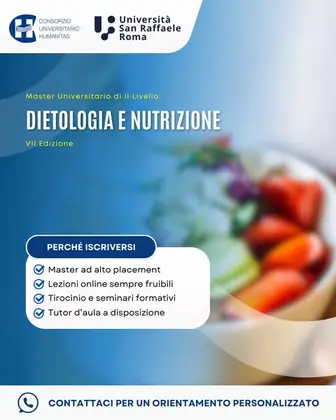 CONSORZIO
UNIVERSITARIO
HUMANITAS
Università
San Raffaele
Roma
Master Universitario di II Livello
DIETOLOGIA E NUTRIZIONE
VII Edizione
PERCHÉ ISCRIVERSI
Master ad alto placement
Lezioni online sempre fruibili
Tirocinio e seminari formativi
Tutor d’aula a disposizione
CONTATTACI PER UN ORIENTAMENTO PERSONALIZZATO